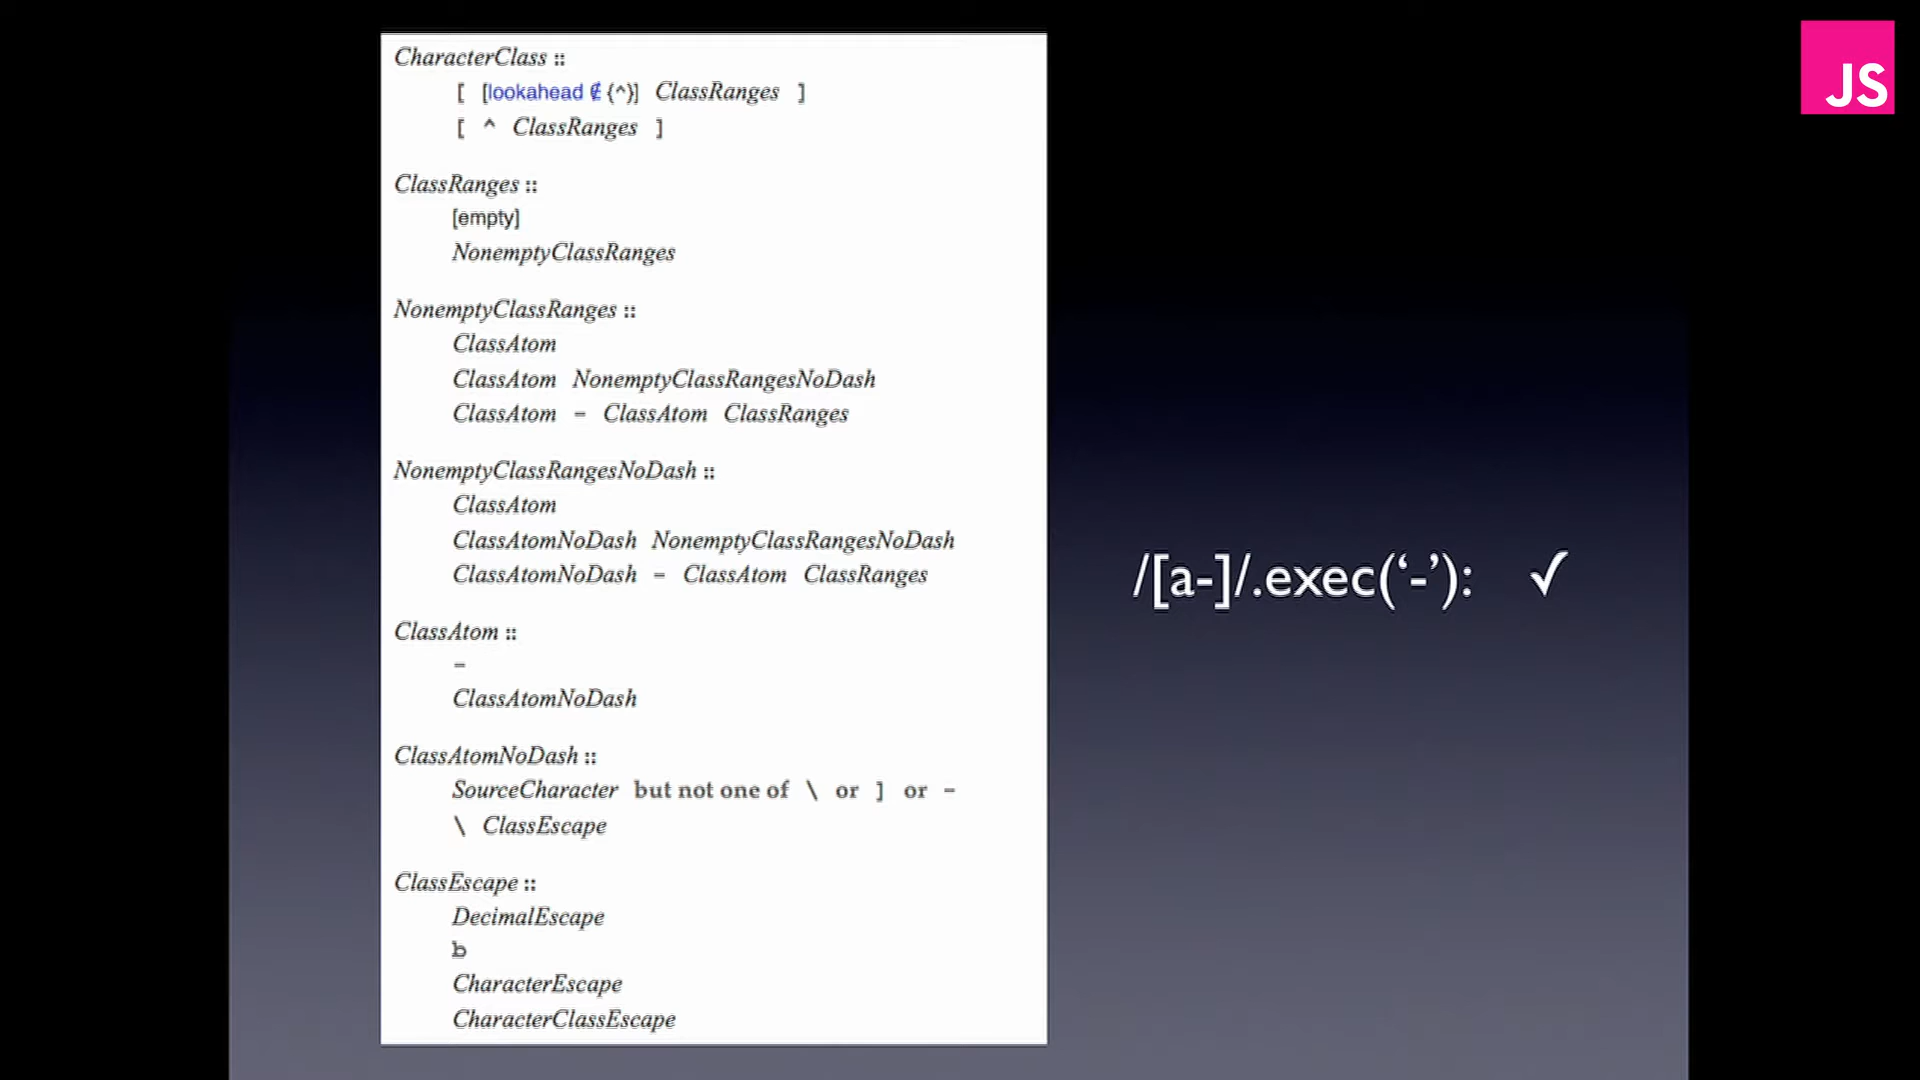 JS
CharacterClass ::
[ [lookahead ∉ {^}] ClassRanges ]
[ ^ ClassRanges ]
ClassRanges ::
[empty]
NonemptyClassRanges
NonemptyClassRanges ::
ClassAtom
ClassAtom NonemptyClassRangesNoDash
ClassAtom - ClassAtom ClassRanges
NonemptyClassRangesNoDash ::
ClassAtom
ClassAtomNoDash NonemptyClassRangesNoDash
ClassAtomNoDash - ClassAtom ClassRanges
ClassAtom ::
-
ClassAtomNoDash
ClassAtomNoDash ::
SourceCharacter but not one of \ or ] or -
\ ClassEscape
ClassEscape ::
DecimalEscape
b
CharacterEscape
CharacterClassEscape
/[a-]/.exec(‘-’): ✓